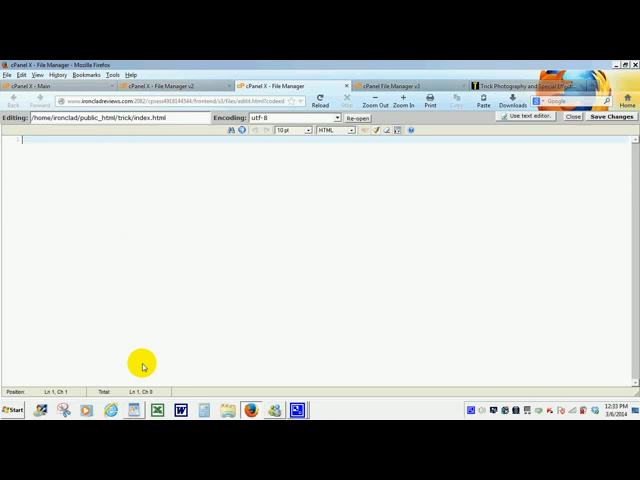 cPanel X - File Manager - Mozilla Firefox
File Edit View History Bookmarks Tools Help
cPanel X - Main
cPanel X - File Manager v2
cPanel X - File Manager
cPanel File Manager v3
Trick Photography and Special Effe
Back Forward
Reload Zoom Out Zoom In Print Copy Paste Downloads
Google
Home
Editing: /home/ironclad/public_html/trick/index.html
Encoding: utf-8
Re-open
Use text editor.
Close
Save Changes
10 pt
HTML
1
Position: Ln 1, Ch 1 Total: Ln 1, Ch 0
Start
12:33 PM
3/6/2014